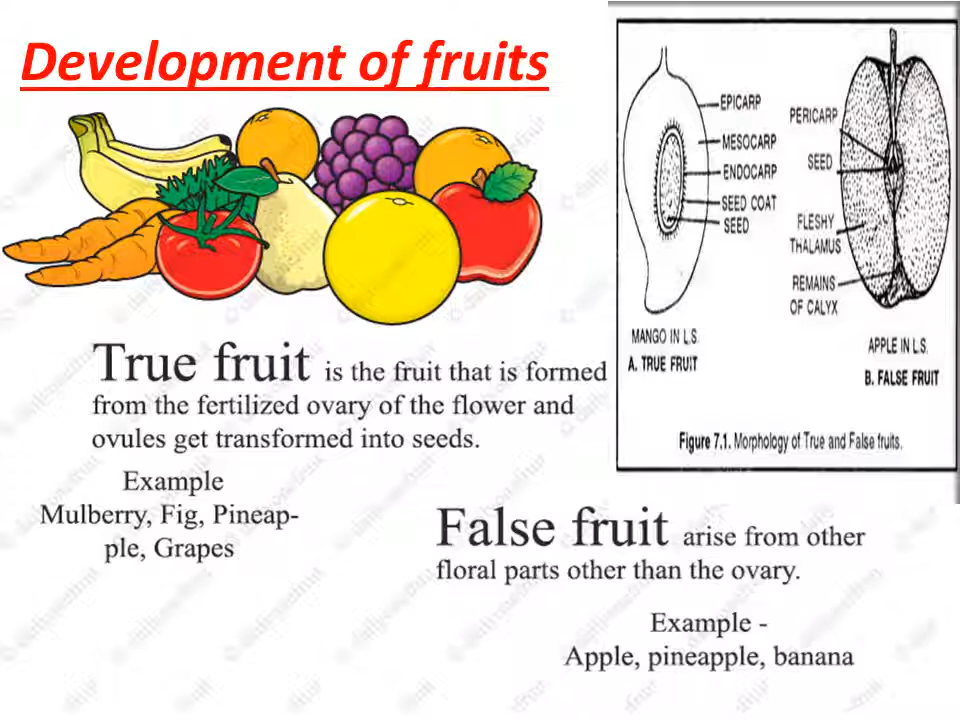 Development of fruits
EPICARP
MESOCARP
ENDOCARP
SEED COAT
SEED
MANGO IN L.S.
A. TRUE FRUIT
PERICARP
SEED
FLESHY
THALAMUS
REMAINS
OF CALYX
APPLE IN L.S.
B. FALSE FRUIT
Figure 7.1. Morphology of True and False fruits.
True fruit is the fruit that is formed
from the fertilized ovary of the flower and
ovules get transformed into seeds.
Example
Mulberry, Fig, Pineap-
ple, Grapes
False fruit arise from other
floral parts other than the ovary.
Example -
Apple, pineapple, banana